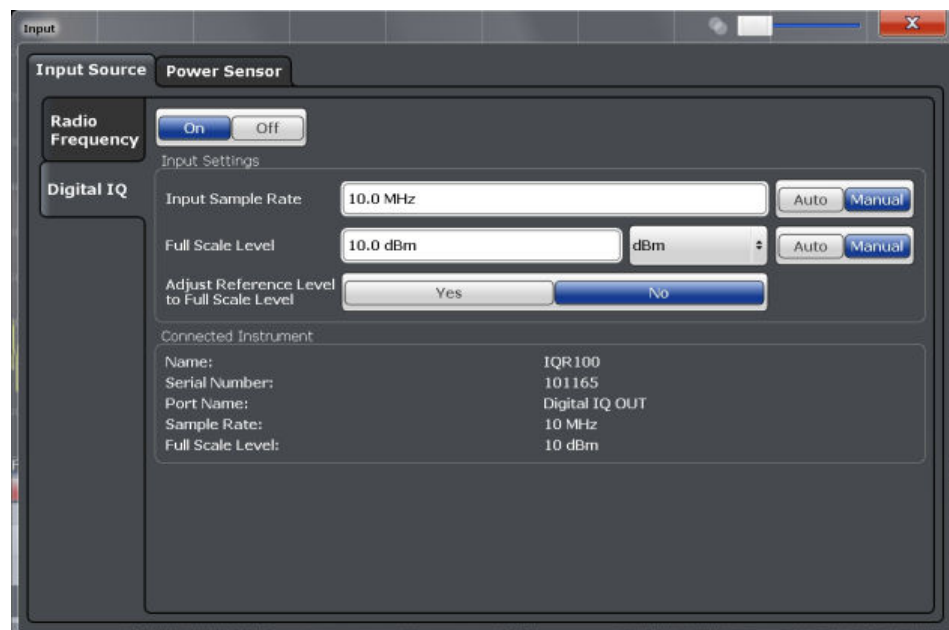 Input
Input Source Power Sensor
Radio Frequency
On Off
Digital IQ
Input Settings
Input Sample Rate 10.0 MHz Auto Manual
Full Scale Level 10.0 dBm dBm Auto Manual
Adjust Reference Level
to Full Scale Level Yes No
Connected Instrument
Name: IQR100
Serial Number: 101165
Port Name: Digital IQ OUT
Sample Rate: 10 MHz
Full Scale Level: 10 dBm